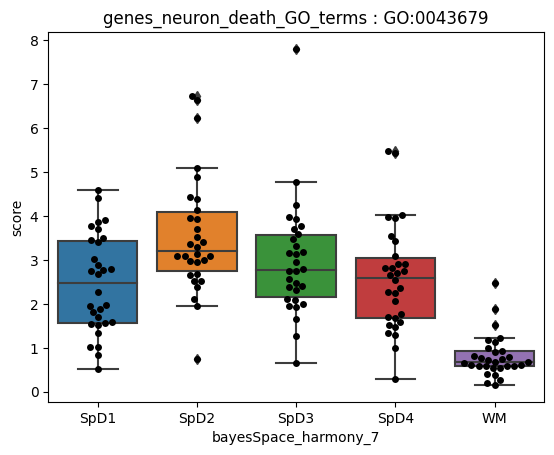 genes_neuron_death_GO_terms : GO:0043679
8
7
6
5
4
3
2
1
0
score
SpD1 SpD2 SpD3 SpD4 WM
bayesSpace_harmony_7